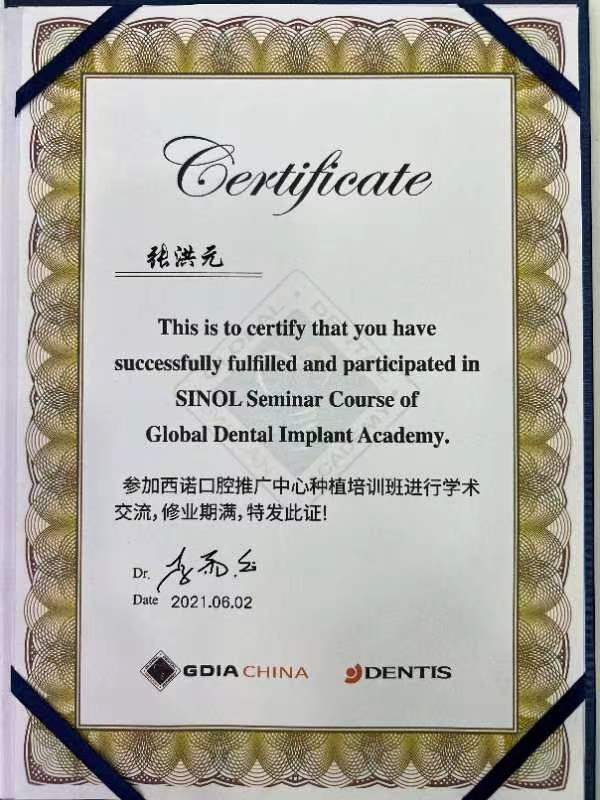 Certificate
张洪元
This is to certify that you have
successfully fulfilled and participated in
SINOL Seminar Course of
Global Dental Implant Academy.
参加西诺口腔推广中心种植培训班进行学术
交流,修业期满,特发此证!
Dr.
Date 2021.06.02
GDIA CHINA DENTIS